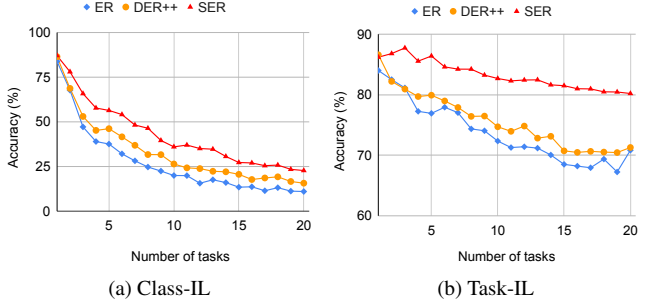 ER DER++ SER
Accuracy (%)
100
75
50
25
0
5 10 15 20
Number of tasks
(a) Class-IL
ER DER++ SER
Accuracy (%)
90
80
70
60
5 10 15 20
Number of tasks
(b) Task-IL